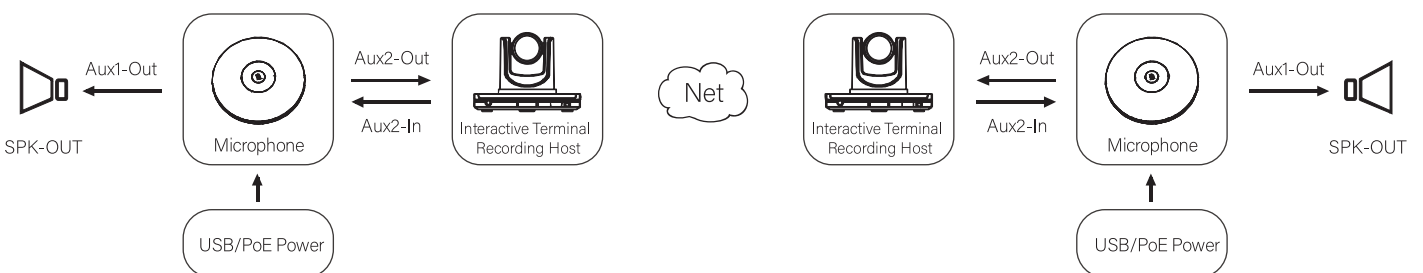 Aux1-Out
SPK-OUT
Microphone
Aux2-Out
Aux2-In
Interactive Terminal
Recording Host
USB/PoE Power
Net
Interactive Terminal
Recording Host
Aux2-Out
Aux2-In
Microphone
Aux1-Out
SPK-OUT
USB/PoE Power